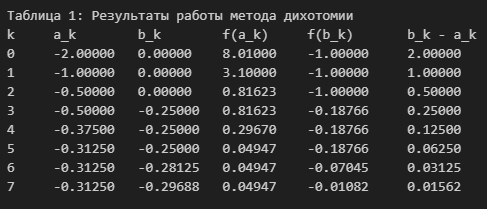 Таблица 1: Результаты работы метода дихотомии
k a_k b_k f(a_k) f(b_k) b_k - a_k
0 -2.00000 0.00000 8.01000 -1.00000 2.00000
1 -1.00000 0.00000 3.10000 -1.00000 1.00000
2 -0.50000 0.00000 0.81623 -1.00000 0.50000
3 -0.50000 -0.25000 0.81623 -0.18766 0.25000
4 -0.37500 -0.25000 0.29670 -0.18766 0.12500
5 -0.31250 -0.25000 0.04947 -0.18766 0.06250
6 -0.31250 -0.28125 0.04947 -0.07045 0.03125
7 -0.31250 -0.29688 0.04947 -0.01082 0.01562